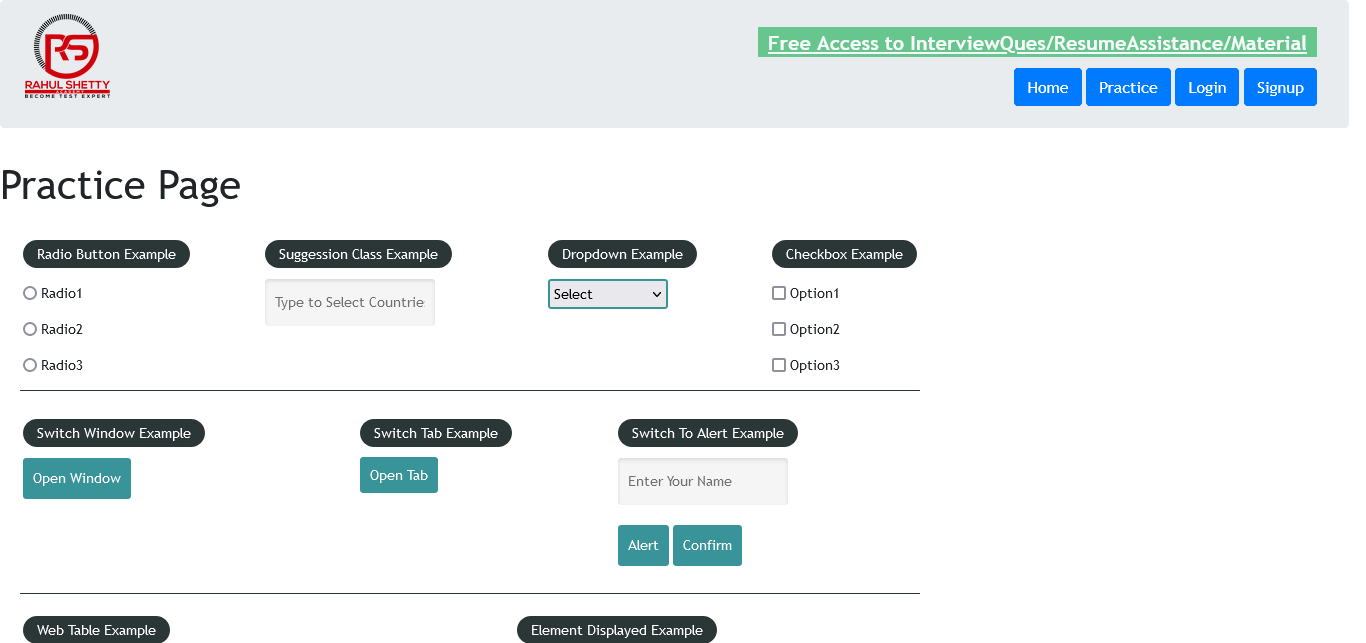 RAHUL SHETTY
ACADEMY
BECOME TEST EXPERT
Free Access to InterviewQues/ResumeAssistance/Material
Home Practice Login Signup
Practice Page
Radio Button Example
Radio1
Radio2
Radio3
Suggession Class Example
Type to Select Countrie
Dropdown Example
Select
Checkbox Example
Option1
Option2
Option3
Switch Window Example
Open Window
Switch Tab Example
Open Tab
Switch To Alert Example
Enter Your Name
Alert Confirm
Web Table Example
Element Displayed Example